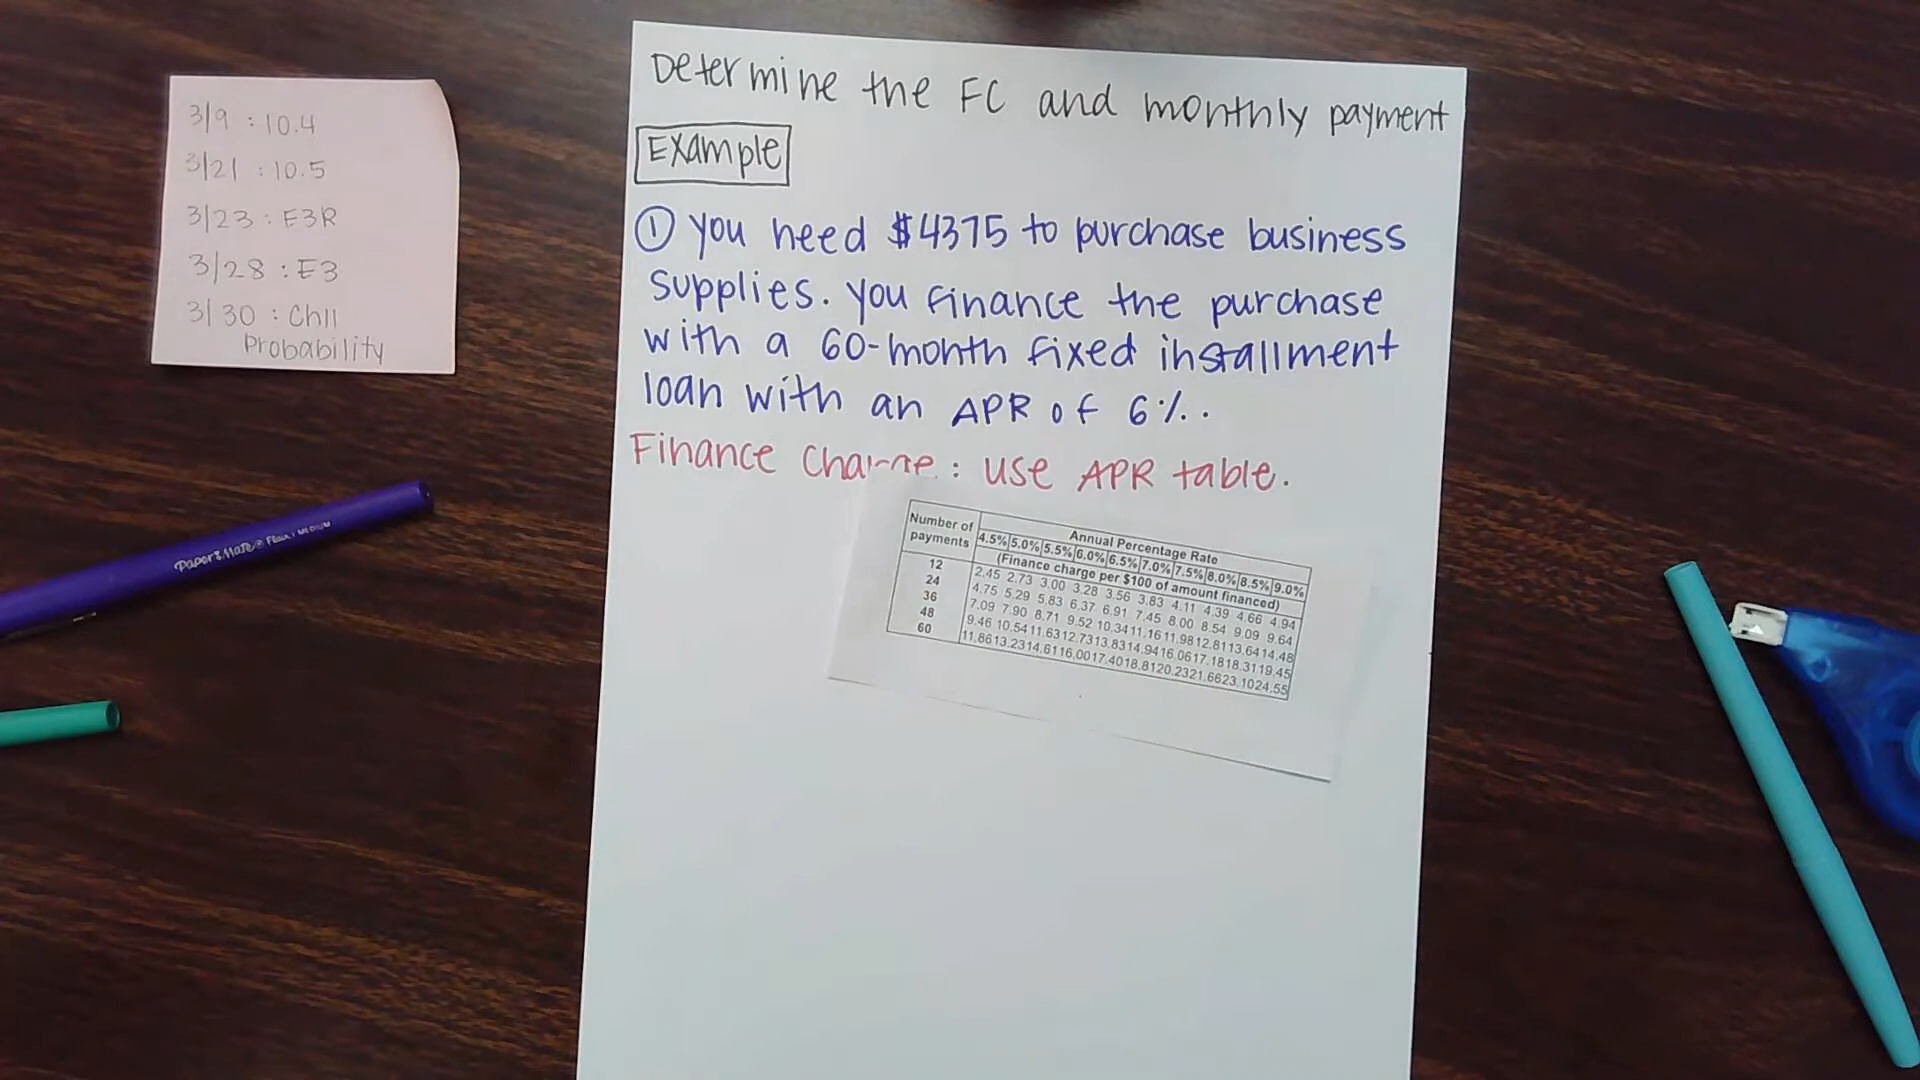 3/9 : 10.4
3/21 : 10.5
3/23 : E3R
3/28 : E3
3/30 : Ch11
Probability
Determine the FC and monthly payment
Example
① You need $4375 to purchase business
supplies. You finance the purchase
with a 60-month fixed installment
loan with an APR of 6%.
Finance Charge: Use APR table.
Number of payments
Annual Percentage Rate
4.5% 5.0% 5.5% 6.0% 6.5% 7.0% 7.5% 8.0% 8.5% 9.0%
(Finance charge per $100 of amount financed)
12 2.45 2.73 3.00 3.28 3.56 3.83 4.11 4.39 4.66 4.94
24 4.75 5.29 5.83 6.37 6.91 7.45 8.00 8.54 9.09 9.64
36 7.09 7.90 8.71 9.52 10.34 11.16 11.98 12.81 13.64 14.48
48 9.46 10.54 11.63 12.73 13.83 14.94 16.06 17.18 18.31 19.45
60 11.86 13.23 14.61 16.00 17.40 18.81 20.23 21.66 23.10 24.55
Paper:Mate® Flair. MEDIUM